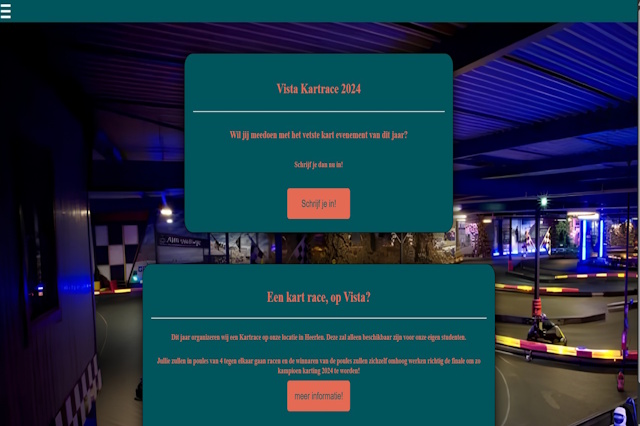 Vista Kartrace 2024
Wil jij meedoen met het vetste kart evenement van dit jaar?
Schrijf je dan nu in!
Schrijf je in!
Een kart race, op Vista?
Dit jaar organiseren wij een Kartrace op onze locatie in Heerlen. Deze zal alleen beschikbaar zijn voor onze eigen studenten.
Jullie zullen in poules van 4 tegen elkaar gaan racen en de winnaren van de poules zullen zichzelf omhoog werken richtig de finale om zo
kampioen karting 2024 te worden!
meer informatie!